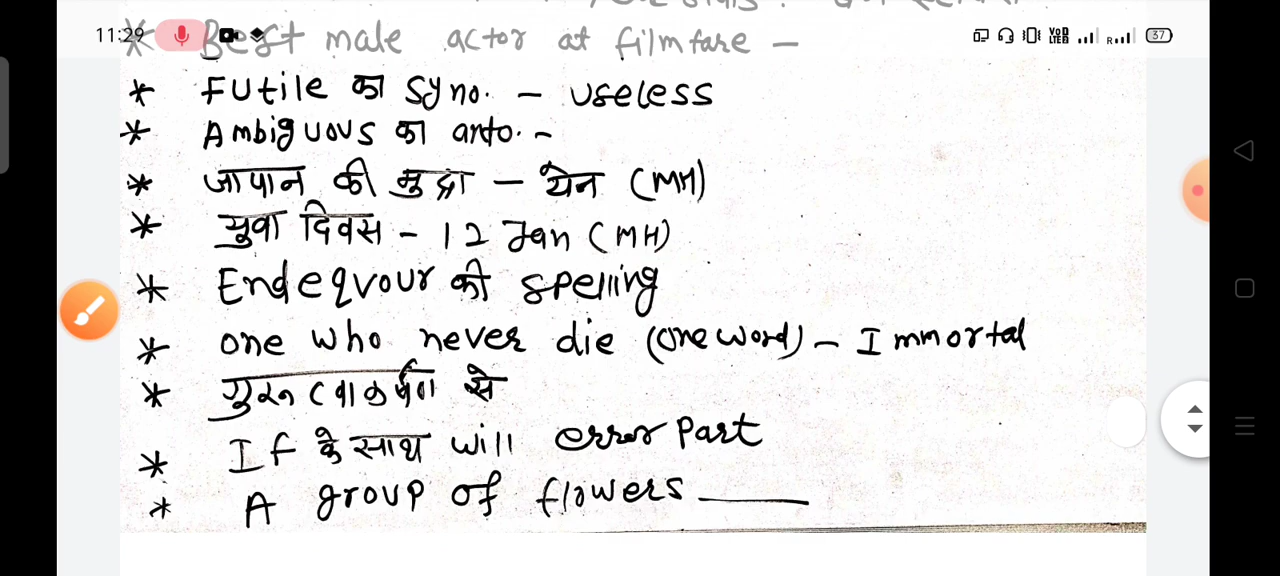 11:29
37
* Best male actor at filmfare –
* Futile का Syno. – useless
* Ambiguous का anto. -
* जापान की मुद्रा – येन (MH)
* युवा दिवस – 12 Jan (MH)
* Endeavour की spelling
* one who never die (one word) – Immortal
* गुरुत्वाकर्षण से
* If के साथ will error part
* A group of flowers ____